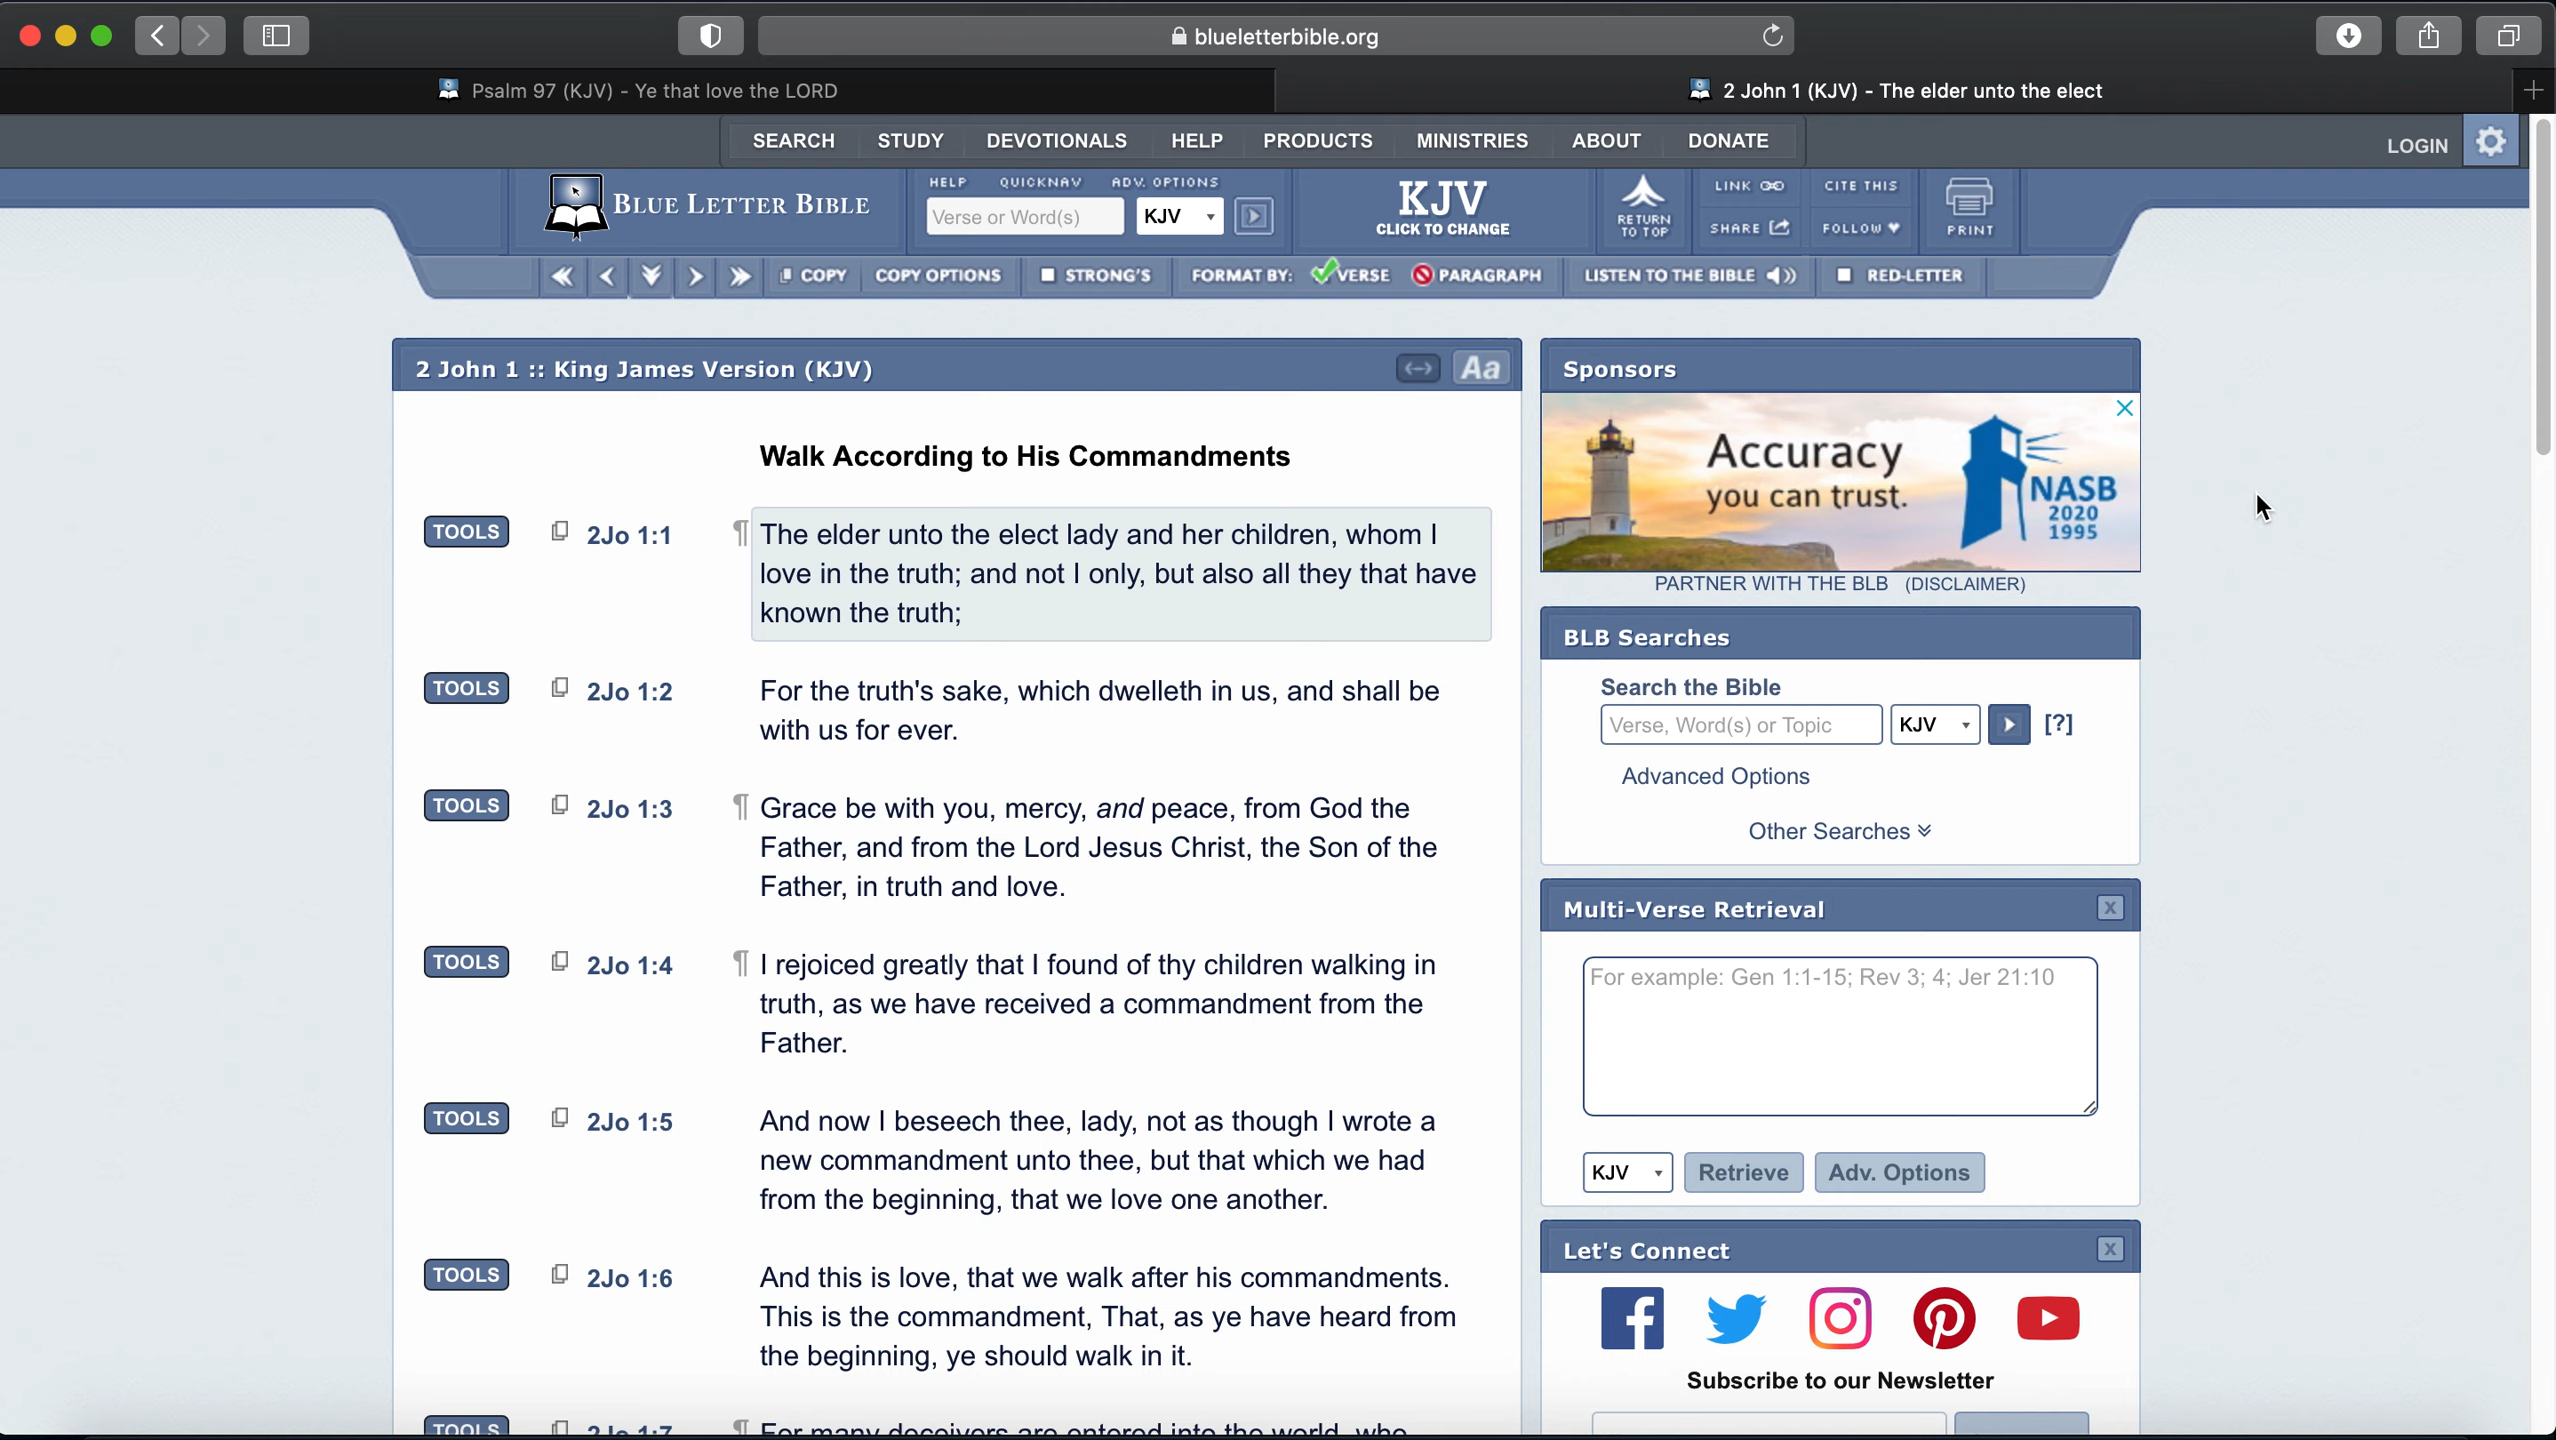 blueletterbible.org
Psalm 97 (KJV) - Ye that love the LORD
2 John 1 (KJV) - The elder unto the elect
SEARCH STUDY DEVOTIONALS HELP PRODUCTS MINISTRIES ABOUT DONATE
LOGIN
BLUE LETTER BIBLE
HELP QUICKNAV ADV. OPTIONS
Verse or Word(s) KJV
KJV
CLICK TO CHANGE
RETURN
TO TOP
LINK CITE THIS
SHARE FOLLOW
PRINT
COPY COPY OPTIONS STRONG'S FORMAT BY: VERSE PARAGRAPH LISTEN TO THE BIBLE RED-LETTER
2 John 1 :: King James Version (KJV)
Aa
Walk According to His Commandments
TOOLS 2Jo 1:1 ¶ The elder unto the elect lady and her children, whom I
love in the truth; and not I only, but also all they that have
known the truth;
TOOLS 2Jo 1:2 For the truth's sake, which dwelleth in us, and shall be
with us for ever.
TOOLS 2Jo 1:3 ¶ Grace be with you, mercy, and peace, from God the
Father, and from the Lord Jesus Christ, the Son of the
Father, in truth and love.
TOOLS 2Jo 1:4 ¶ I rejoiced greatly that I found of thy children walking in
truth, as we have received a commandment from the
Father.
TOOLS 2Jo 1:5 And now I beseech thee, lady, not as though I wrote a
new commandment unto thee, but that which we had
from the beginning, that we love one another.
TOOLS 2Jo 1:6 And this is love, that we walk after his commandments.
This is the commandment, That, as ye have heard from
the beginning, ye should walk in it.
TOOLS 2Jo 1:7 ¶ For many deceivers are entered into the world, who
Sponsors
Accuracy
you can trust.
NASB
2020
1995
PARTNER WITH THE BLB (DISCLAIMER)
BLB Searches
Search the Bible
Verse, Word(s) or Topic KJV [?]
Advanced Options
Other Searches
Multi-Verse Retrieval X
For example: Gen 1:1-15; Rev 3; 4; Jer 21:10
KJV Retrieve Adv. Options
Let's Connect X
Subscribe to our Newsletter